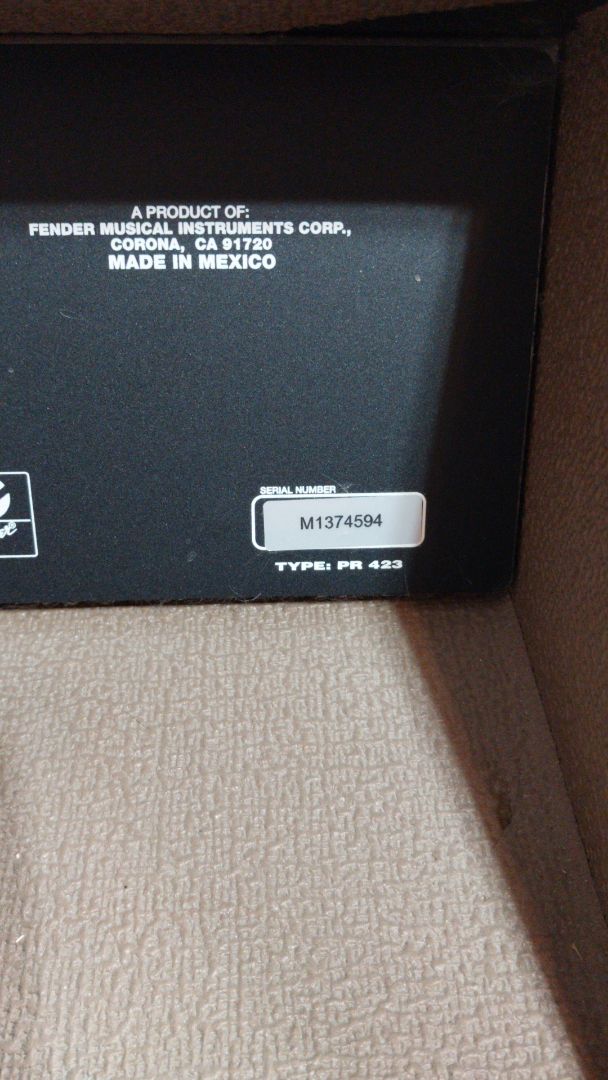 A PRODUCT OF:
FENDER MUSICAL INSTRUMENTS CORP.,
CORONA, CA 91720
MADE IN MEXICO
SERIAL NUMBER
M1374594
TYPE: PR 423